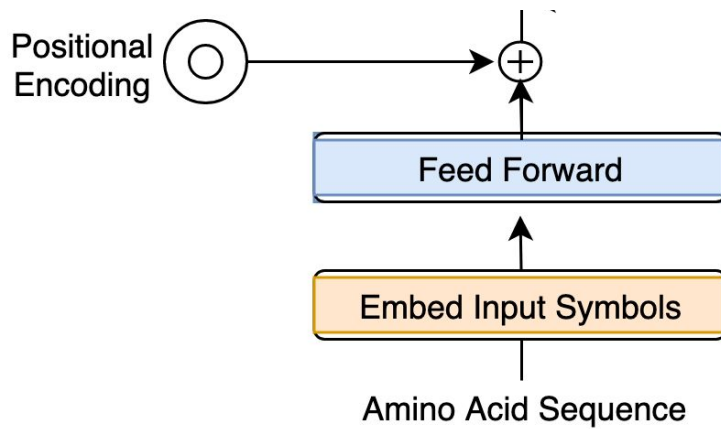 Positional
Encoding
+
Feed Forward
Embed Input Symbols
Amino Acid Sequence